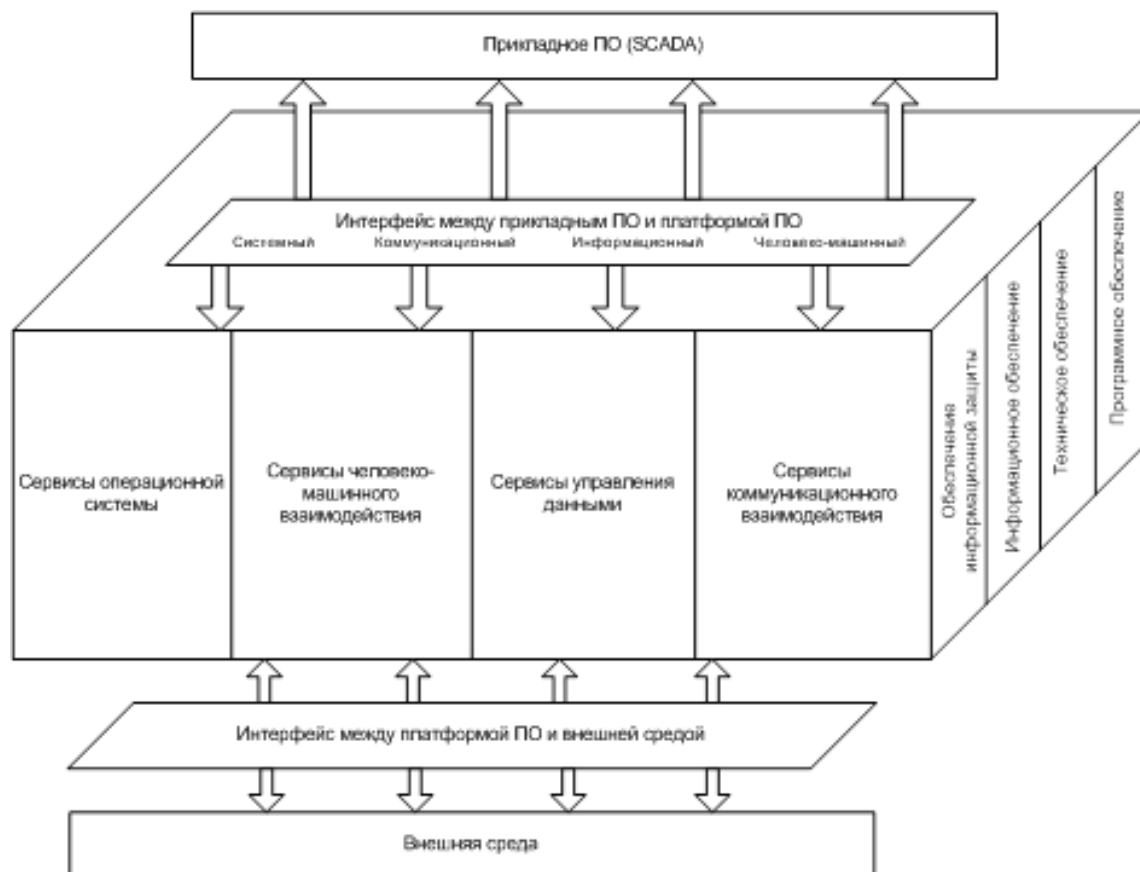 Прикладное ПО (SCADA)
Интерфейс между прикладным ПО и платформой ПО
Системный
Коммуникационный
Информационный
Человеко-машинный
Сервисы операционной
системы
Сервисы человеко-
машинного
взаимодействия
Сервисы управления
данными
Сервисы
коммуникационного
взаимодействия
Обеспечение
информационной защиты
Информационное обеспечение
Техническое обеспечение
Программное обеспечение
Интерфейс между платформой ПО и внешней средой
Внешняя среда